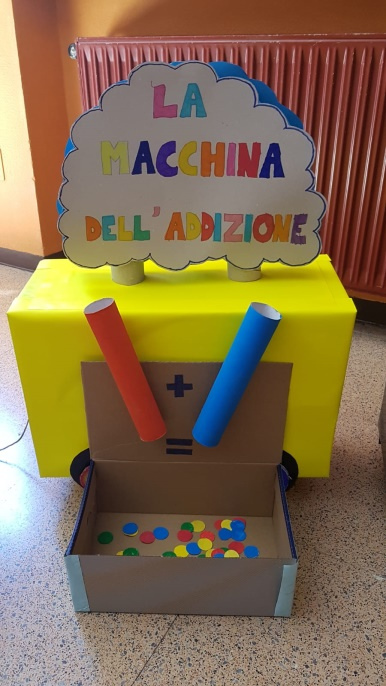 LA
MACCHINA
DELL'ADDIZIONE
+
=